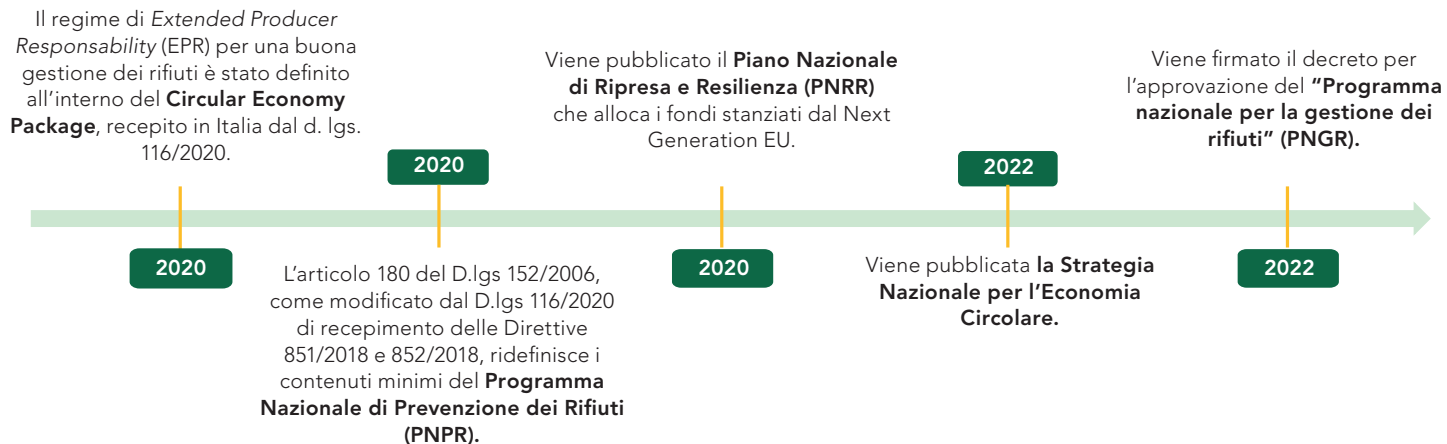 Il regime di Extended Producer
Responsability (EPR) per una buona
gestione dei rifiuti è stato definito
all'interno del Circular Economy
Package, recepito in Italia dal d. lgs.
116/2020.
2020
2020
L'articolo 180 del D.lgs 152/2006,
come modificato dal D.lgs 116/2020
di recepimento delle Direttive
851/2018 e 852/2018, ridefinisce i
contenuti minimi del Programma
Nazionale di Prevenzione dei Rifiuti
(PNPR).
Viene pubblicato il Piano Nazionale
di Ripresa e Resilienza (PNRR)
che alloca i fondi stanziati dal Next
Generation EU.
2020
2022
Viene pubblicata la Strategia
Nazionale per l'Economia
Circolare.
Viene firmato il decreto per
l'approvazione del "Programma
nazionale per la gestione dei
rifiuti" (PNGR).
2022